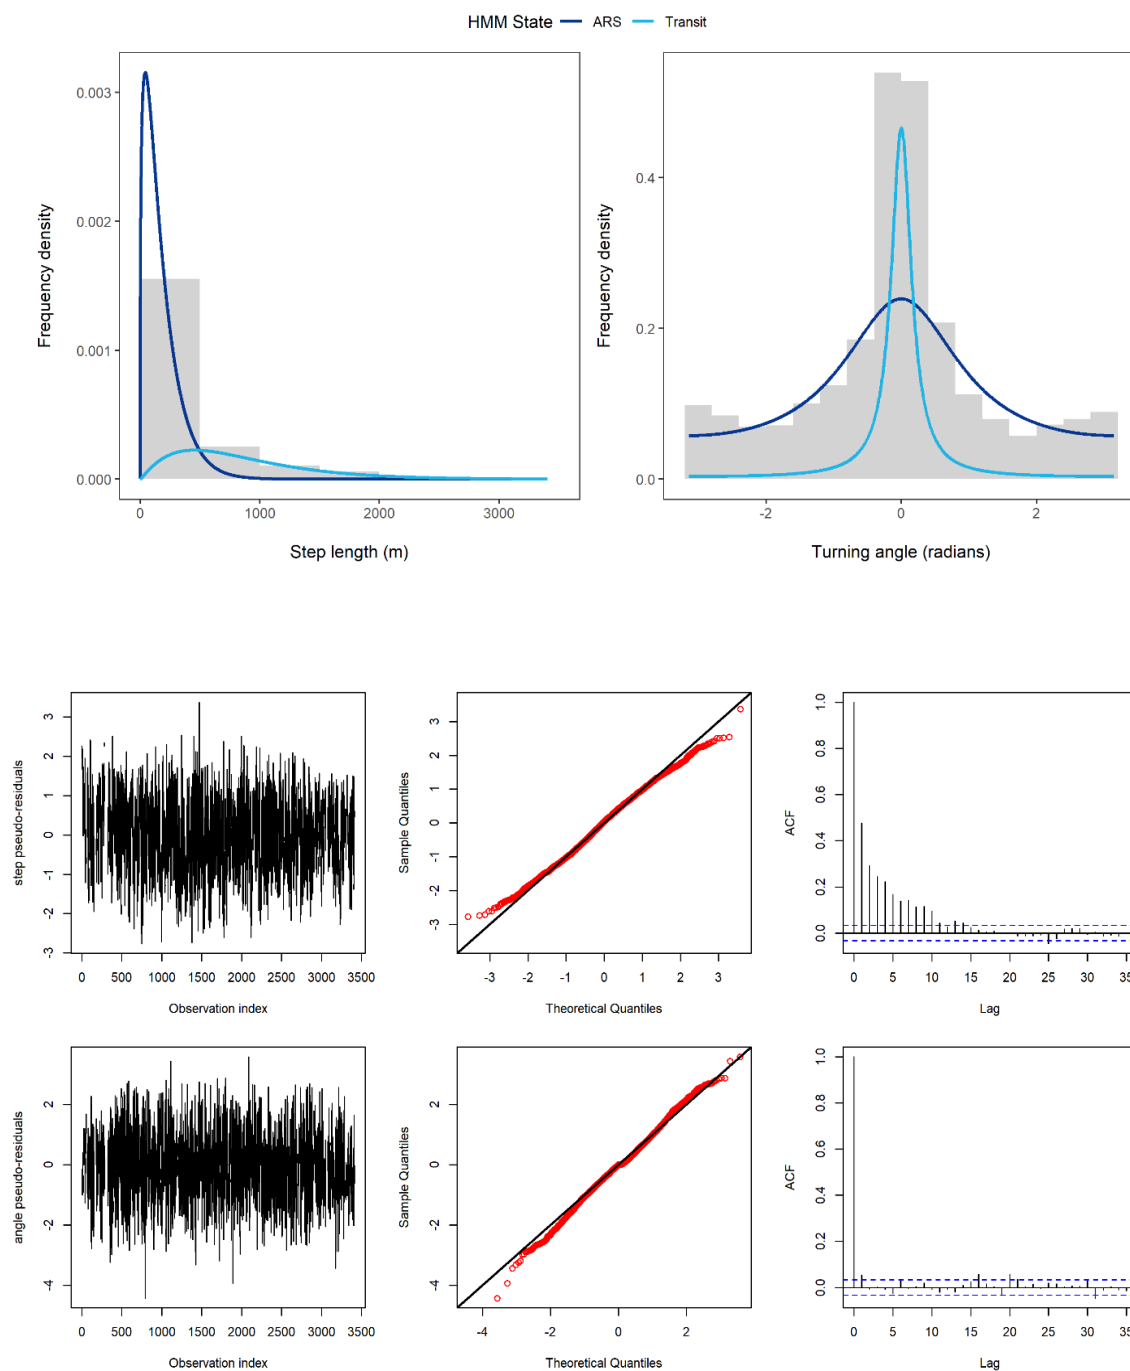 HMM State ARS Transit
Frequency density
0.003
0.002
0.001
0.000
0 1000 2000 3000
Step length (m)
Frequency density
0.4
0.2
0.0
-2 0 2
Turning angle (radians)
step pseudo-residuals
3
2
1
0
-1
-2
-3
0 500 1000 1500 2000 2500 3000 3500
Observation index
Sample Quantiles
3
2
1
0
-1
-2
-3
-3 -2 -1 0 1 2 3
Theoretical Quantiles
ACF
1.0
0.8
0.6
0.4
0.2
0.0
0 5 10 15 20 25 30 35
Lag
angle pseudo-residuals
2
0
-2
-4
0 500 1000 1500 2000 2500 3000 3500
Observation index
Sample Quantiles
2
0
-2
-4
-4 -2 0 2
Theoretical Quantiles
ACF
1.0
0.8
0.6
0.4
0.2
0.0
0 5 10 15 20 25 30 35
Lag